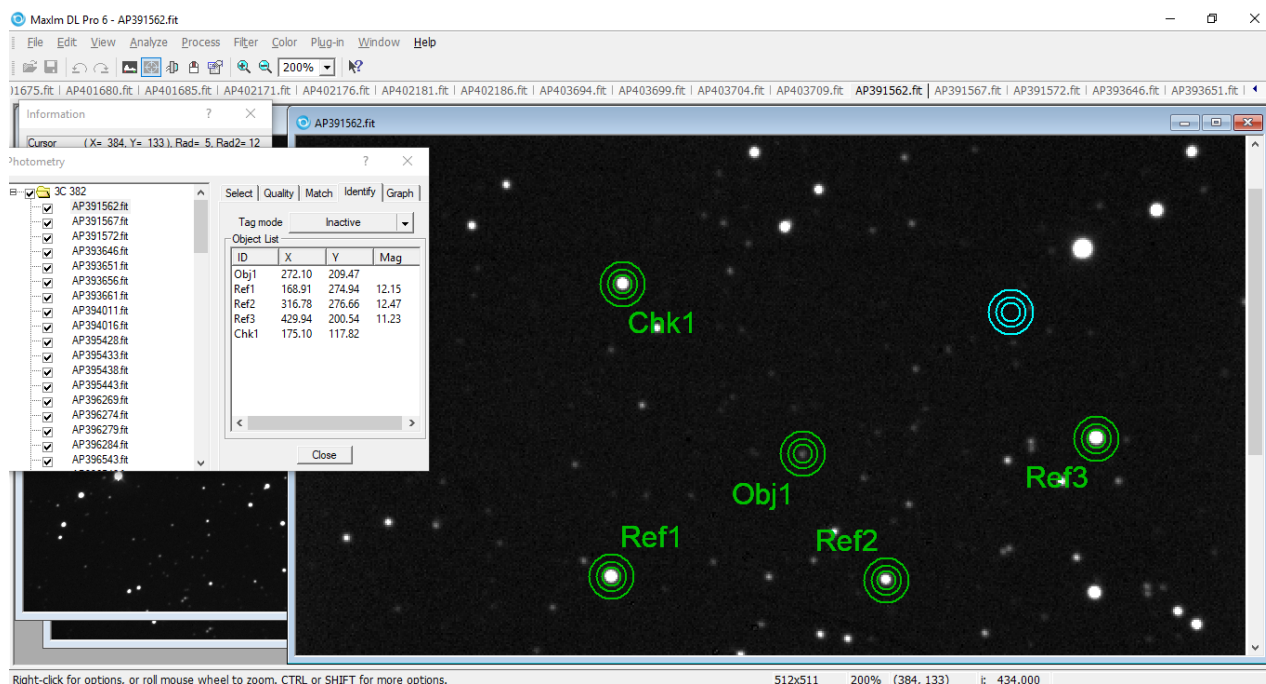 MaxIm DL Pro 6 - AP391562.fit
File Edit View Analyze Process Filter Color Plug-in Window Help
200%
01675.fit | AP401680.fit | AP401685.fit | AP402171.fit | AP402176.fit | AP402181.fit | AP402186.fit | AP403694.fit | AP403699.fit | AP403704.fit | AP403709.fit AP391562.fit | AP391567.fit | AP391572.fit | AP393646.fit | AP393651.fit |
Information ? ×
Cursor (X= 384, Y= 133), Rad= 5, Rad2= 12
Photometry ? ×
3C 382
AP391562.fit
AP391567.fit
AP391572.fit
AP393646.fit
AP393651.fit
AP393656.fit
AP393661.fit
AP394011.fit
AP394016.fit
AP395428.fit
AP395433.fit
AP395438.fit
AP395443.fit
AP396269.fit
AP396274.fit
AP396279.fit
AP396284.fit
AP396543.fit
Select Quality Match Identify Graph
Tag mode Inactive
Object List
ID X Y Mag
Obj1 272.10 209.47
Ref1 168.91 274.94 12.15
Ref2 316.78 276.66 12.47
Ref3 429.94 200.54 11.23
Chk1 175.10 117.82
Close
AP391562.fit
Chk1
Obj1
Ref3
Ref1
Ref2
Right-click for options, or roll mouse wheel to zoom. CTRL or SHIFT for more options. 512x511 200% (384, 133) i: 434.000